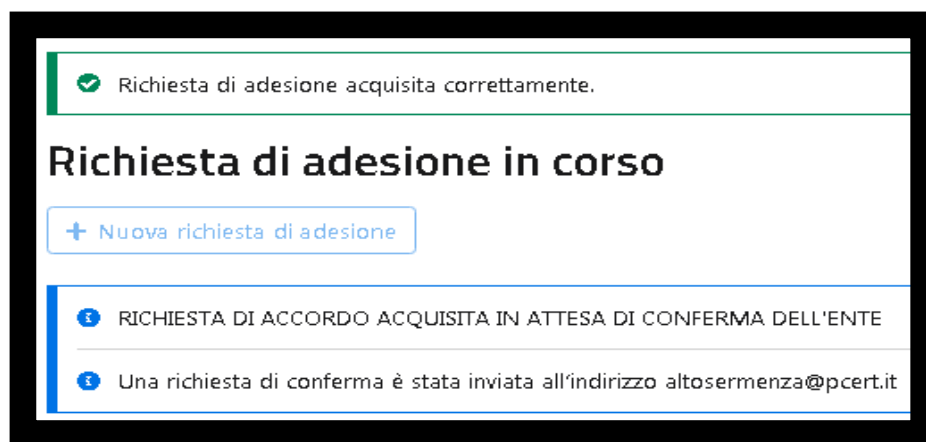 Richiesta di adesione acquisita correttamente.
Richiesta di adesione in corso
+ Nuova richiesta di adesione
RICHIESTA DI ACCORDO ACQUISITA IN ATTESA DI CONFERMA DELL'ENTE
Una richiesta di conferma è stata inviata all'indirizzo altosermenza@pcert.it